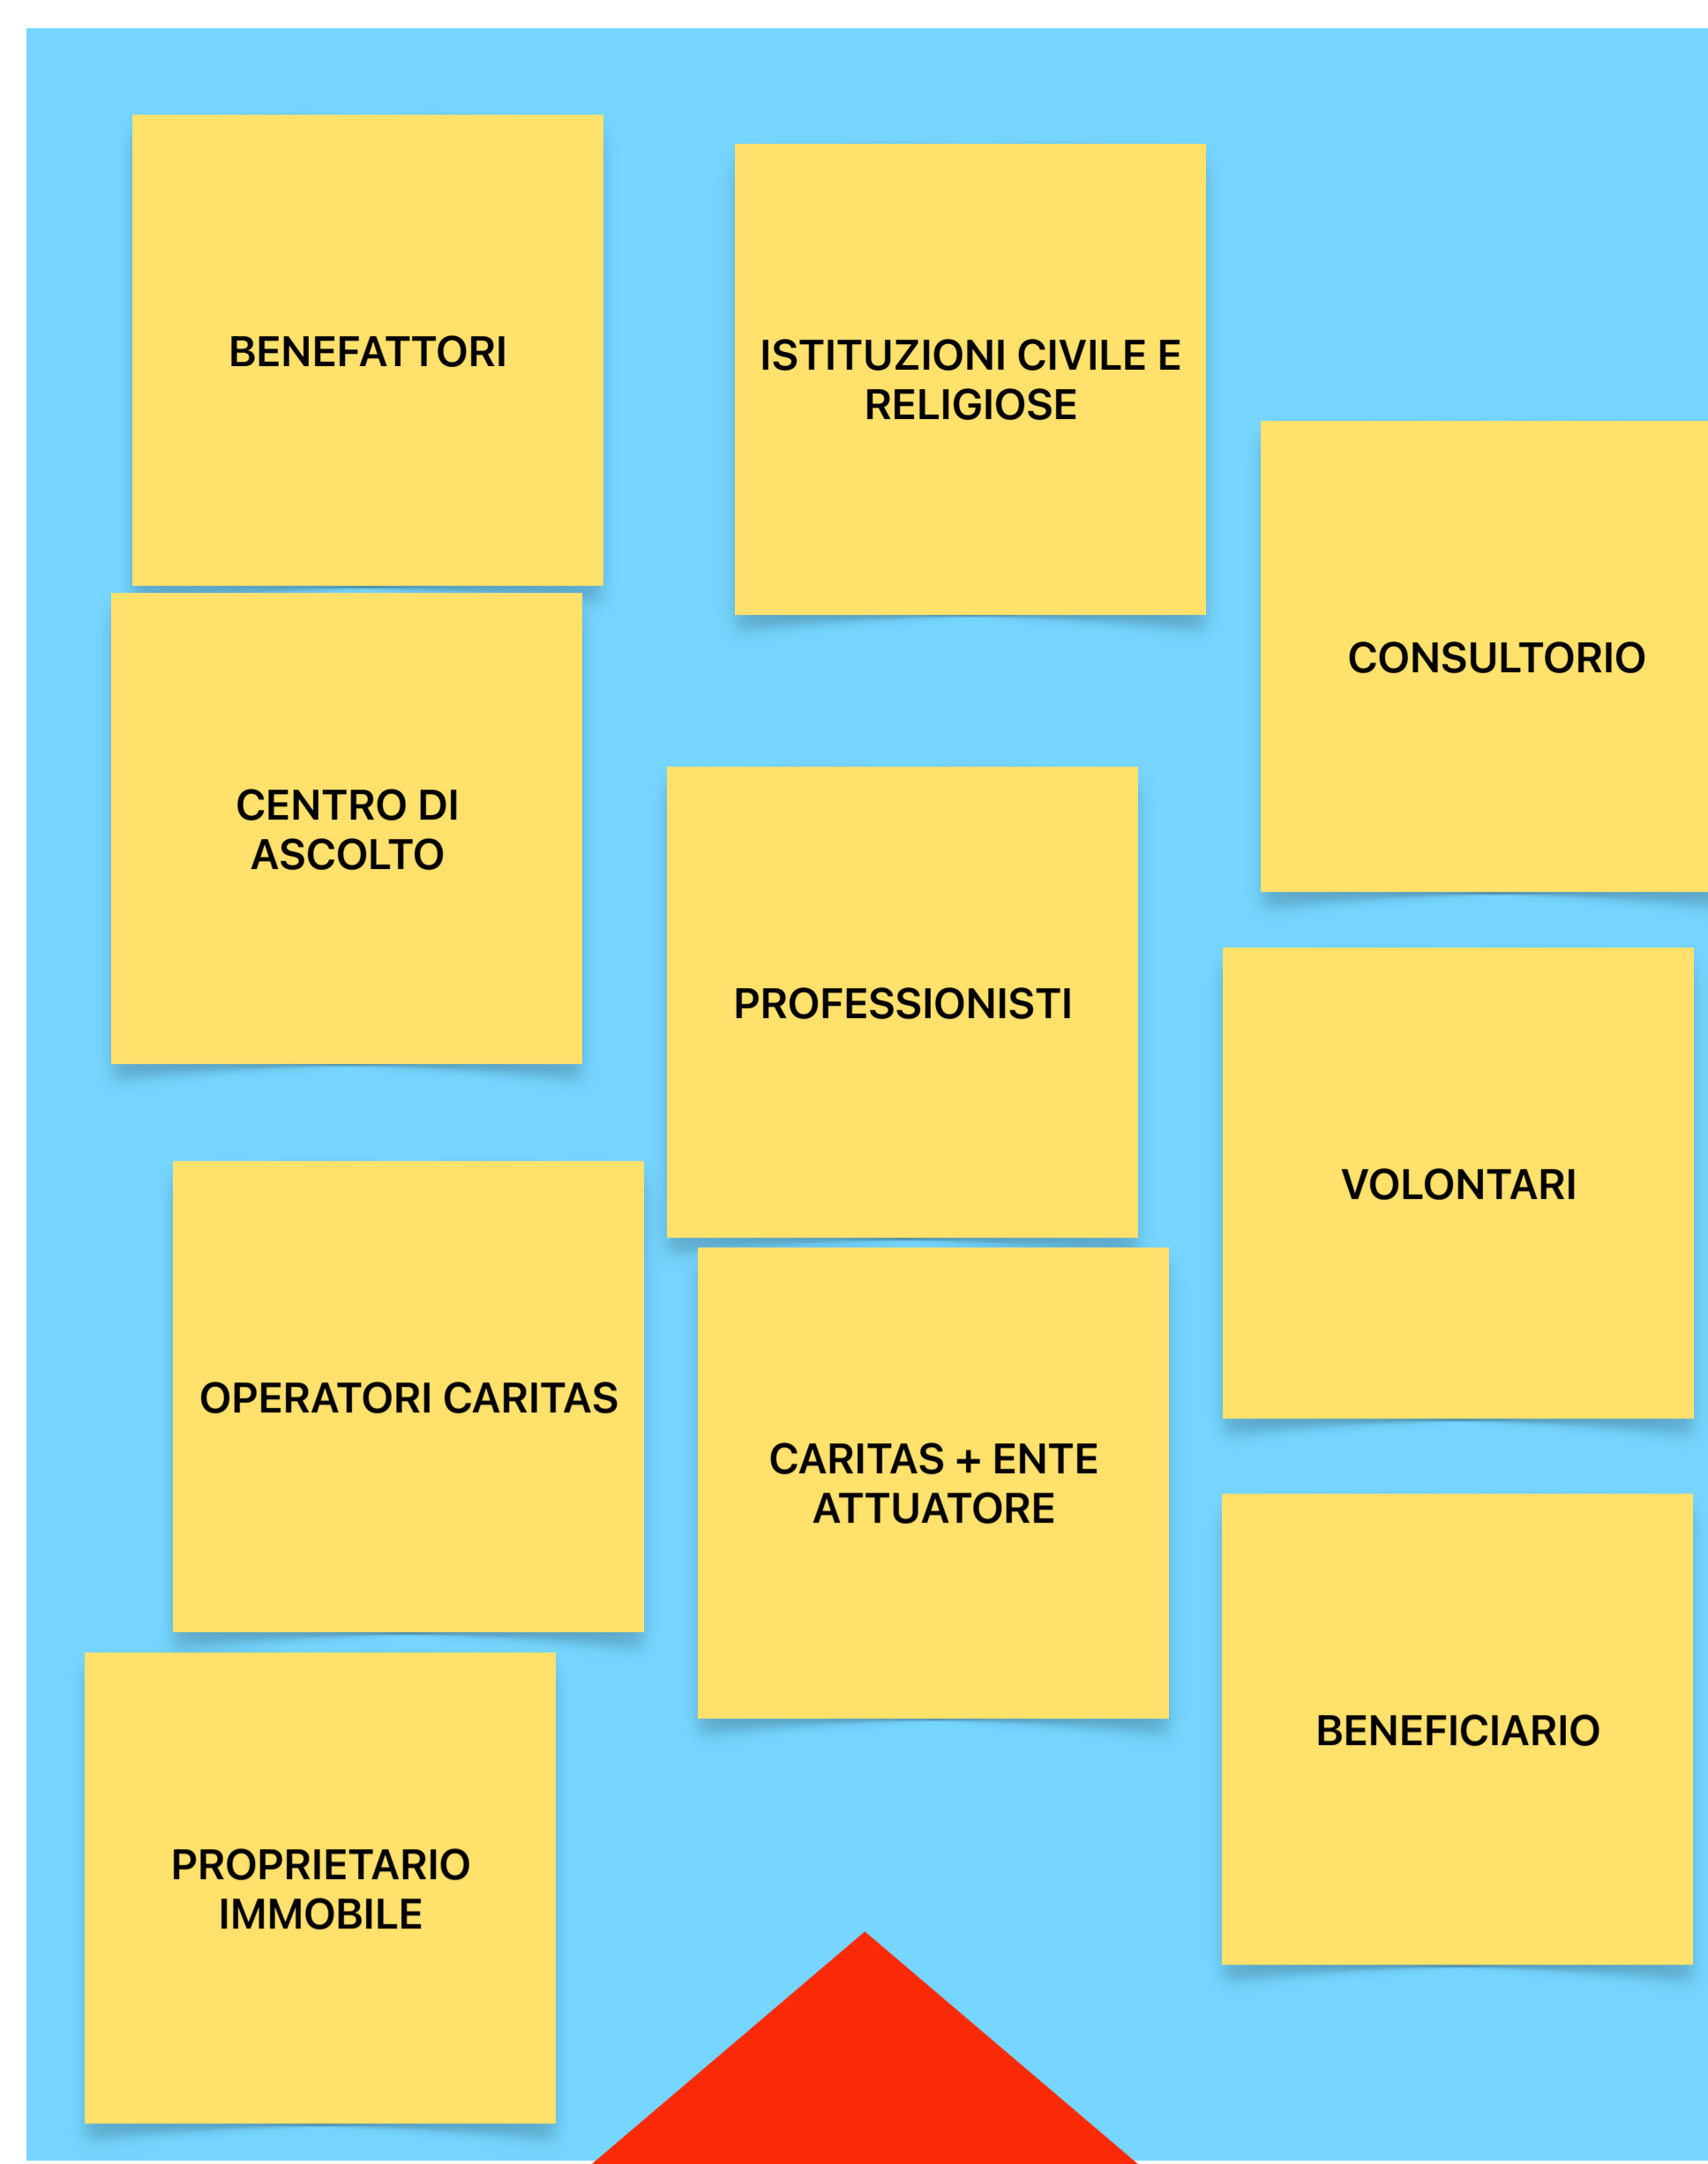 BENEFATTORI
ISTITUZIONI CIVILE E
RELIGIOSE
CONSULTORIO
CENTRO DI
ASCOLTO
PROFESSIONISTI
VOLONTARI
OPERATORI CARITAS
CARITAS + ENTE
ATTUATORE
BENEFICIARIO
PROPRIETARIO
IMMOBILE